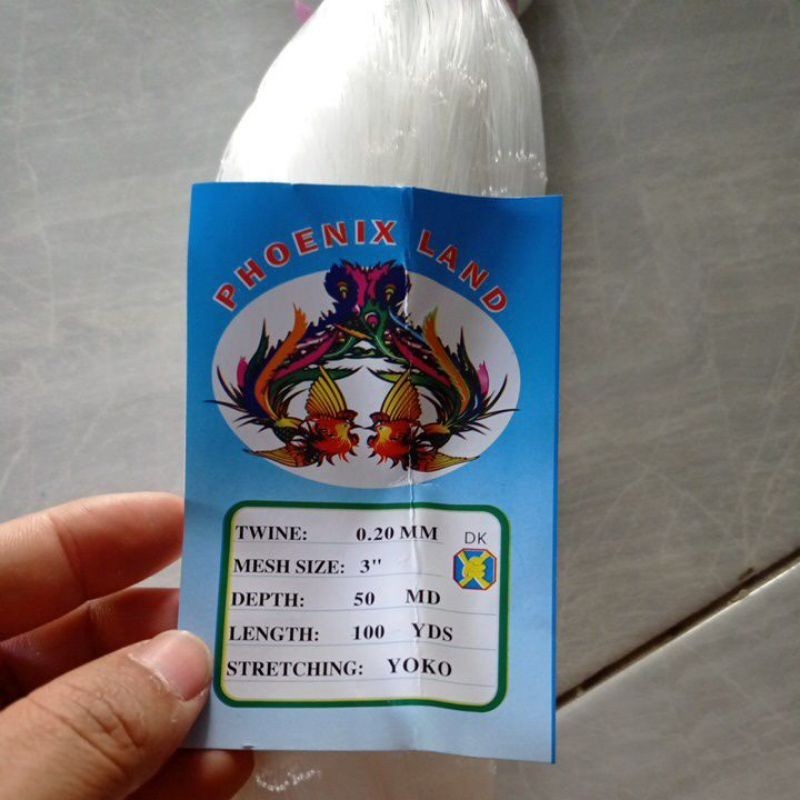 PHOENIX LAND
TWINE: 0.20 MM
DK
MESH SIZE: 3"
DEPTH: 50 MD
LENGTH: 100 YDS
STRETCHING: YOKO